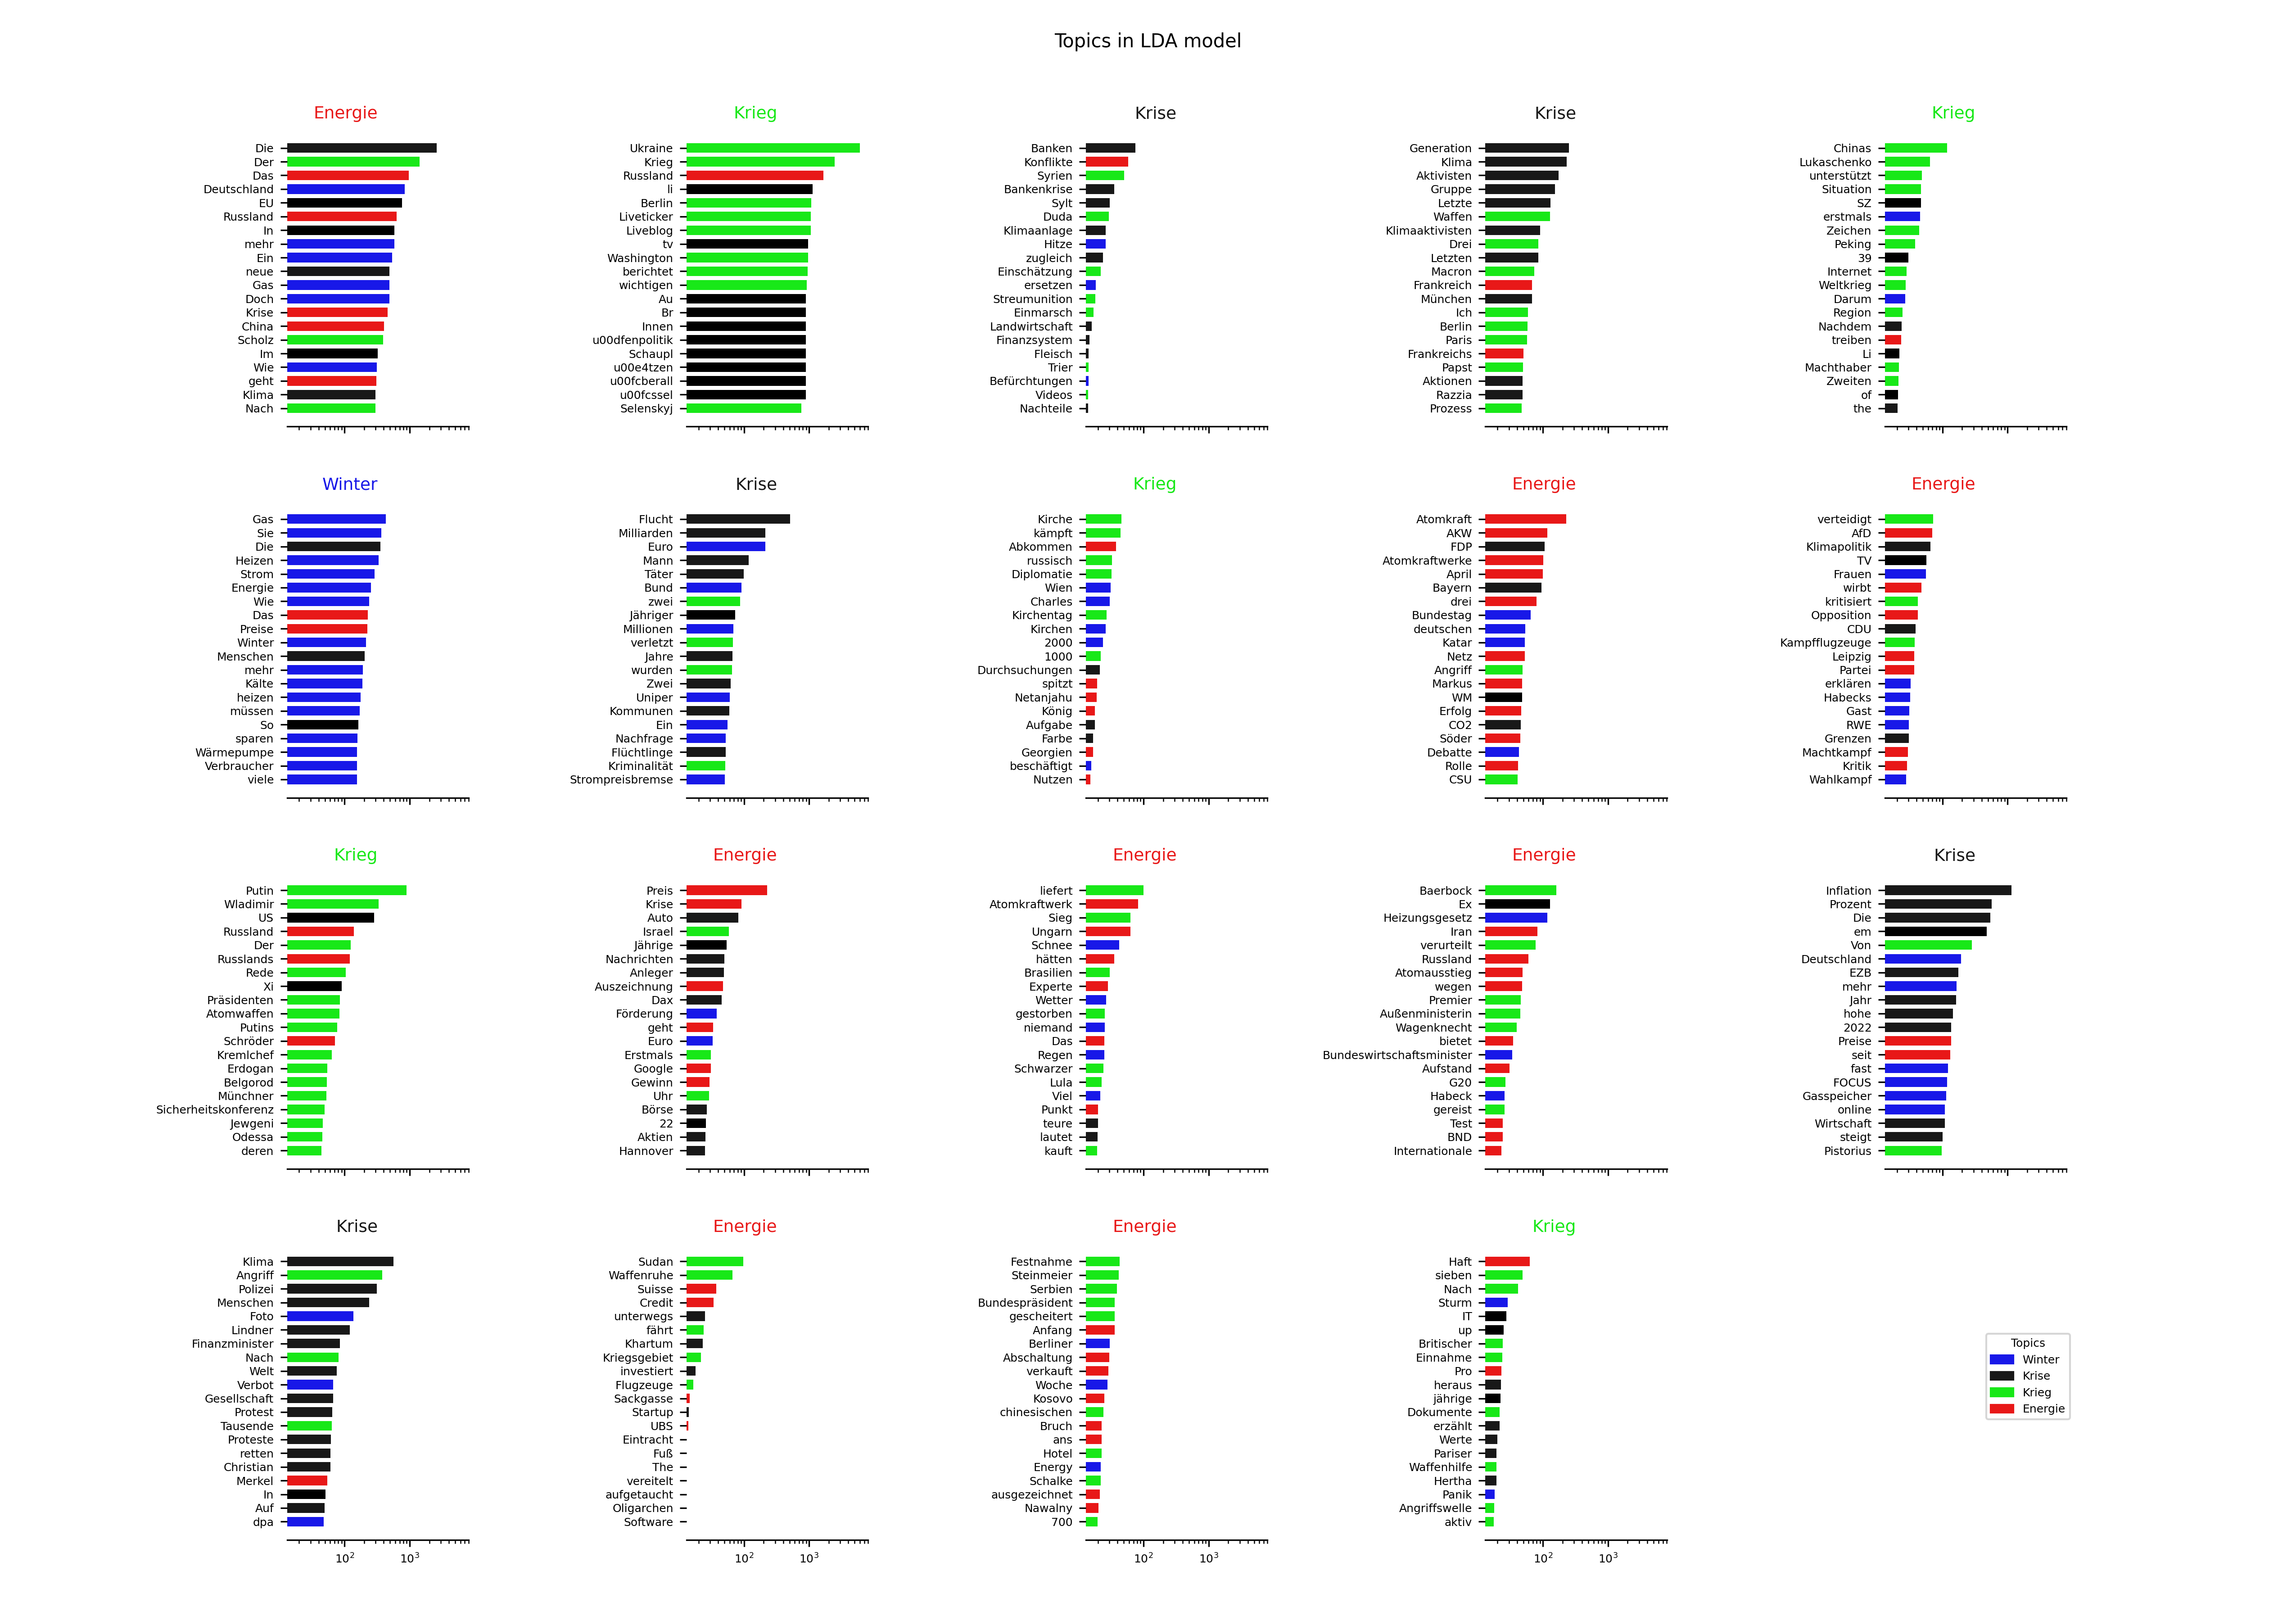 Topics in LDA model
Energie
Die
Der
Das
Deutschland
EU
Russland
In
mehr
Ein
neue
Gas
Doch
Krise
China
Scholz
Im
Wie
geht
Klima
Nach
Krieg
Ukraine
Krieg
Russland
li
Berlin
Liveticker
Liveblog
tv
Washington
berichtet
wichtigen
Au
Br
Innen
u00dfenpolitik
Schaupl
u00e4tzen
u00fcberall
u00fcssel
Selenskyj
Krise
Banken
Konflikte
Syrien
Bankenkrise
Sylt
Duda
Klimaanlage
Hitze
zugleich
Einschätzung
ersetzen
Streumunition
Einmarsch
Landwirtschaft
Finanzsystem
Fleisch
Trier
Befürchtungen
Videos
Nachteile
Krise
Generation
Klima
Aktivisten
Gruppe
Letzte
Waffen
Klimaaktivisten
Drei
Letzten
Macron
Frankreich
München
Ich
Berlin
Paris
Frankreichs
Papst
Aktionen
Razzia
Prozess
Krieg
Chinas
Lukaschenko
unterstützt
Situation
SZ
erstmals
Zeichen
Peking
39
Internet
Weltkrieg
Darum
Region
Nachdem
treiben
Li
Machthaber
Zweiten
of
the
Winter
Gas
Sie
Die
Heizen
Strom
Energie
Wie
Das
Preise
Winter
Menschen
mehr
Kälte
heizen
müssen
So
sparen
Wärmepumpe
Verbraucher
viele
Krise
Flucht
Milliarden
Euro
Mann
Täter
Bund
zwei
Jähriger
Millionen
verletzt
Jahre
wurden
Zwei
Uniper
Kommunen
Ein
Nachfrage
Flüchtlinge
Kriminalität
Strompreisbremse
Krieg
Kirche
kämpft
Abkommen
russisch
Diplomatie
Wien
Charles
Kirchentag
Kirchen
2000
1000
Durchsuchungen
spitzt
Netanjahu
König
Aufgabe
Farbe
Georgien
beschäftigt
Nutzen
Energie
Atomkraft
AKW
FDP
Atomkraftwerke
April
Bayern
drei
Bundestag
deutschen
Katar
Netz
Angriff
Markus
WM
Erfolg
CO2
Söder
Debatte
Rolle
CSU
Energie
verteidigt
AfD
Klimapolitik
TV
Frauen
wirbt
kritisiert
Opposition
CDU
Kampfflugzeuge
Leipzig
Partei
erklären
Habecks
Gast
RWE
Grenzen
Machtkampf
Kritik
Wahlkampf
Krieg
Putin
Wladimir
US
Russland
Der
Russlands
Rede
Xi
Präsidenten
Atomwaffen
Putins
Schröder
Kremlchef
Erdogan
Belgorod
Münchner
Sicherheitskonferenz
Jewgeni
Odessa
deren
Energie
Preis
Krise
Auto
Israel
Jährige
Nachrichten
Anleger
Auszeichnung
Dax
Förderung
geht
Euro
Erstmals
Google
Gewinn
Uhr
Börse
22
Aktien
Hannover
Energie
liefert
Atomkraftwerk
Sieg
Ungarn
Schnee
hätten
Brasilien
Experte
Wetter
gestorben
niemand
Das
Regen
Schwarzer
Lula
Viel
Punkt
teure
lautet
kauft
Energie
Baerbock
Ex
Heizungsgesetz
Iran
verurteilt
Russland
Atomausstieg
wegen
Premier
Außenministerin
Wagenknecht
bietet
Bundeswirtschaftsminister
Aufstand
G20
Habeck
gereist
Test
BND
Internationale
Krise
Inflation
Prozent
Die
em
Von
Deutschland
EZB
mehr
Jahr
hohe
2022
Preise
seit
fast
FOCUS
Gasspeicher
online
Wirtschaft
steigt
Pistorius
Krise
Klima
Angriff
Polizei
Menschen
Foto
Lindner
Finanzminister
Nach
Welt
Verbot
Gesellschaft
Protest
Tausende
Proteste
retten
Christian
Merkel
In
Auf
dpa
10² 10³
Energie
Sudan
Waffenruhe
Suisse
Credit
unterwegs
fährt
Khartum
Kriegsgebiet
investiert
Flugzeuge
Sackgasse
Startup
UBS
Eintracht
Fuß
The
vereitelt
aufgetaucht
Oligarchen
Software
10² 10³
Energie
Festnahme
Steinmeier
Serbien
Bundespräsident
gescheitert
Anfang
Berliner
Abschaltung
verkauft
Woche
Kosovo
chinesischen
Bruch
ans
Hotel
Energy
Schalke
ausgezeichnet
Nawalny
700
10² 10³
Krieg
Haft
sieben
Nach
Sturm
IT
up
Britischer
Einnahme
Pro
heraus
jährige
Dokumente
erzählt
Werte
Pariser
Waffenhilfe
Hertha
Panik
Angriffswelle
aktiv
10² 10³
Topics
Winter
Krise
Krieg
Energie